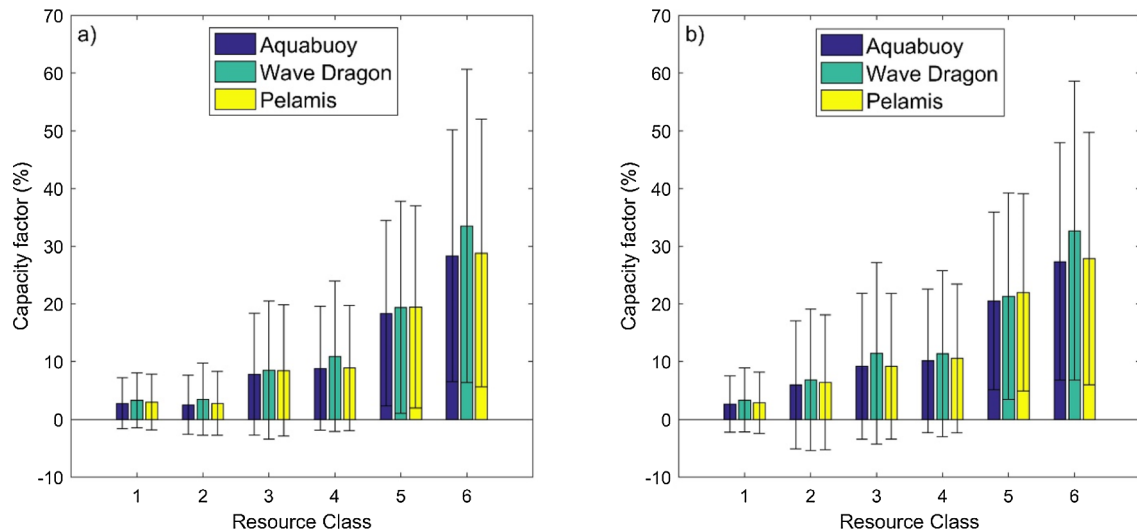 a)
Aquabuoy
Wave Dragon
Pelamis
Capacity factor (%)
70
60
50
40
30
20
10
0
-10
1 2 3 4 5 6
Resource Class
b)
Aquabuoy
Wave Dragon
Pelamis
Capacity factor (%)
70
60
50
40
30
20
10
0
-10
1 2 3 4 5 6
Resource Class